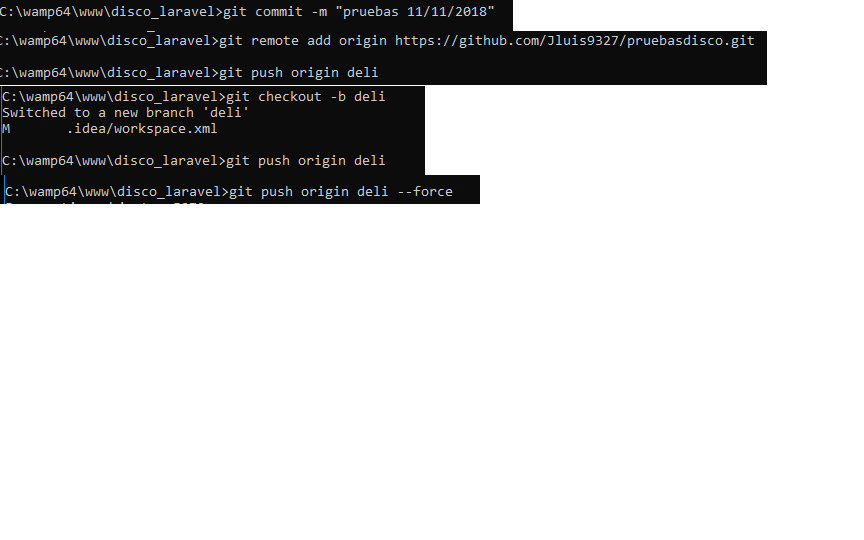 C:\wamp64\www\disco_laravel>git commit -m "pruebas 11/11/2018"
C:\wamp64\www\disco_laravel>git remote add origin https://github.com/Jluis9327/pruebasdisco.git
C:\wamp64\www\disco_laravel>git push origin deli
C:\wamp64\www\disco_laravel>git checkout -b deli
Switched to a new branch 'deli'
M       .idea/workspace.xml
C:\wamp64\www\disco_laravel>git push origin deli
C:\wamp64\www\disco_laravel>git push origin deli --force